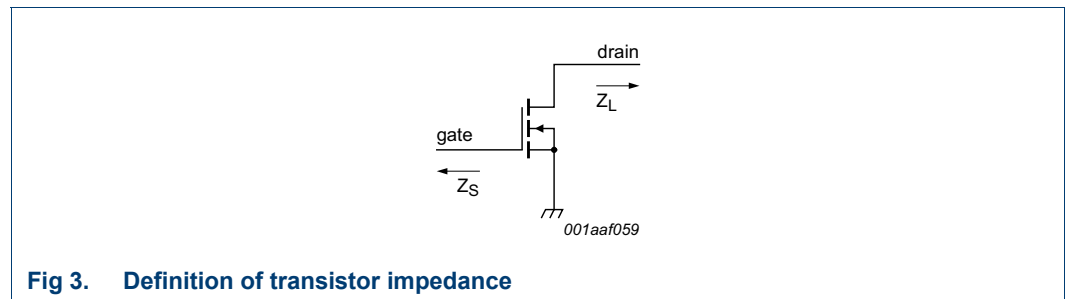 drain
Z_L
gate
Z_S
001aaf059
Fig 3. Definition of transistor impedance